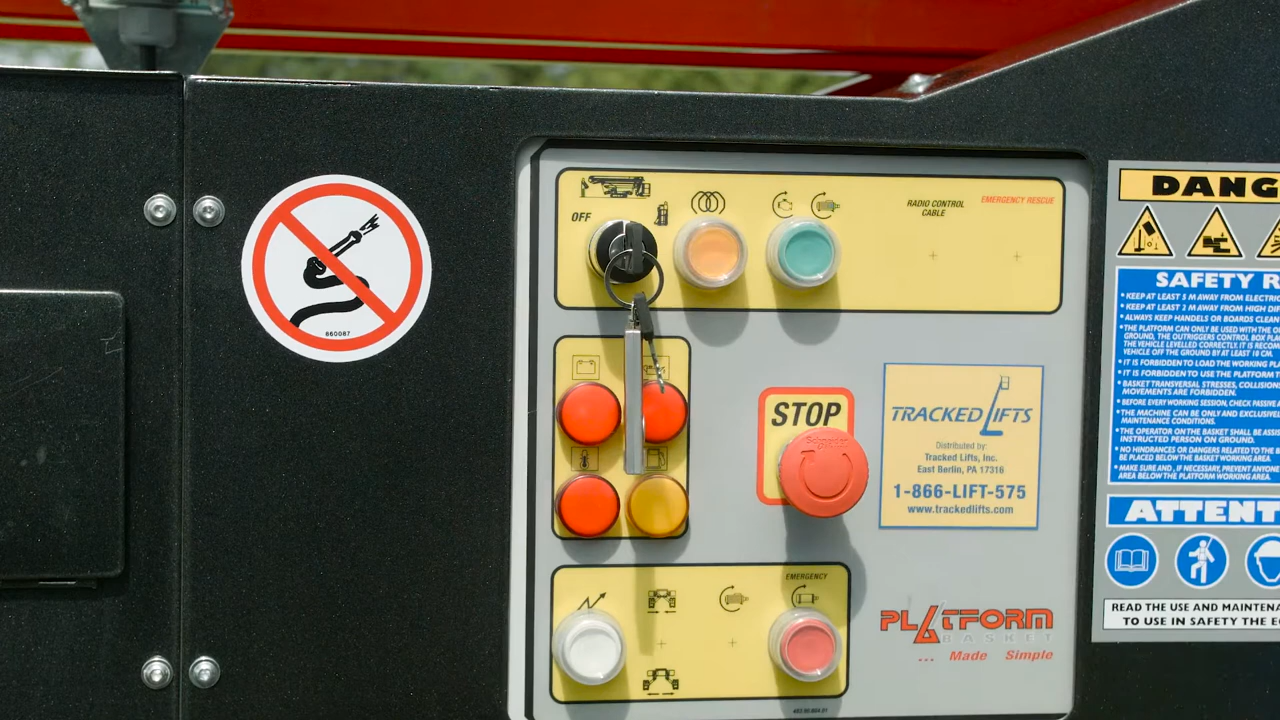 OFF
RADIO CONTROL
CABLE
EMERGENCY RESCUE
660087
STOP
Schneider
TRACKED LIFTS
Distributed by:
Tracked Lifts, Inc.
East Berlin, PA 17316
1-866-LIFT-575
www.trackedlifts.com
EMERGENCY
PLATFORM
BASKET
... Made Simple
DANG
SAFETY R
• KEEP AT LEAST 5 M AWAY FROM ELECTRIC
• KEEP AT LEAST 2 M AWAY FROM HIGH DIF
• ALWAYS KEEP HANDELS OR BOARDS CLEAN
• THE PLATFORM CAN ONLY BE USED WITH THE OU
GROUND, THE OUTRIGGERS CONTROL BOX PLA
THE VEHICLE LEVELLED CORRECTLY. IT IS RECOM
VEHICLE OFF THE GROUND BY AT LEAST 10 CM.
• IT IS FORBIDDEN TO LOAD THE WORKING PL
• IT IS FORBIDDEN TO USE THE PLATFORM T
• BASKET TRANSVERSAL STRESSES, COLLISIONS
MOVEMENTS ARE FORBIDDEN.
• BEFORE EVERY WORKING SESSION, CHECK PASSIVE A
• THE MACHINE CAN BE ONLY AND EXCLUSIVE
MAINTENANCE CONDITIONS.
• THE OPERATOR ON THE BASKET SHALL BE ASSIS
INSTRUCTED PERSON ON GROUND.
• NO HINDRANCES OR DANGERS RELATED TO THE B
BE PLACED BELOW THE BASKET WORKING AREA.
• MAKE SURE AND, IF NECESSARY, PREVENT ANYONE
AREA BELOW THE PLATFORM WORKING AREA.
ATTENT
READ THE USE AND MAINTENA
TO USE IN SAFETY THE E